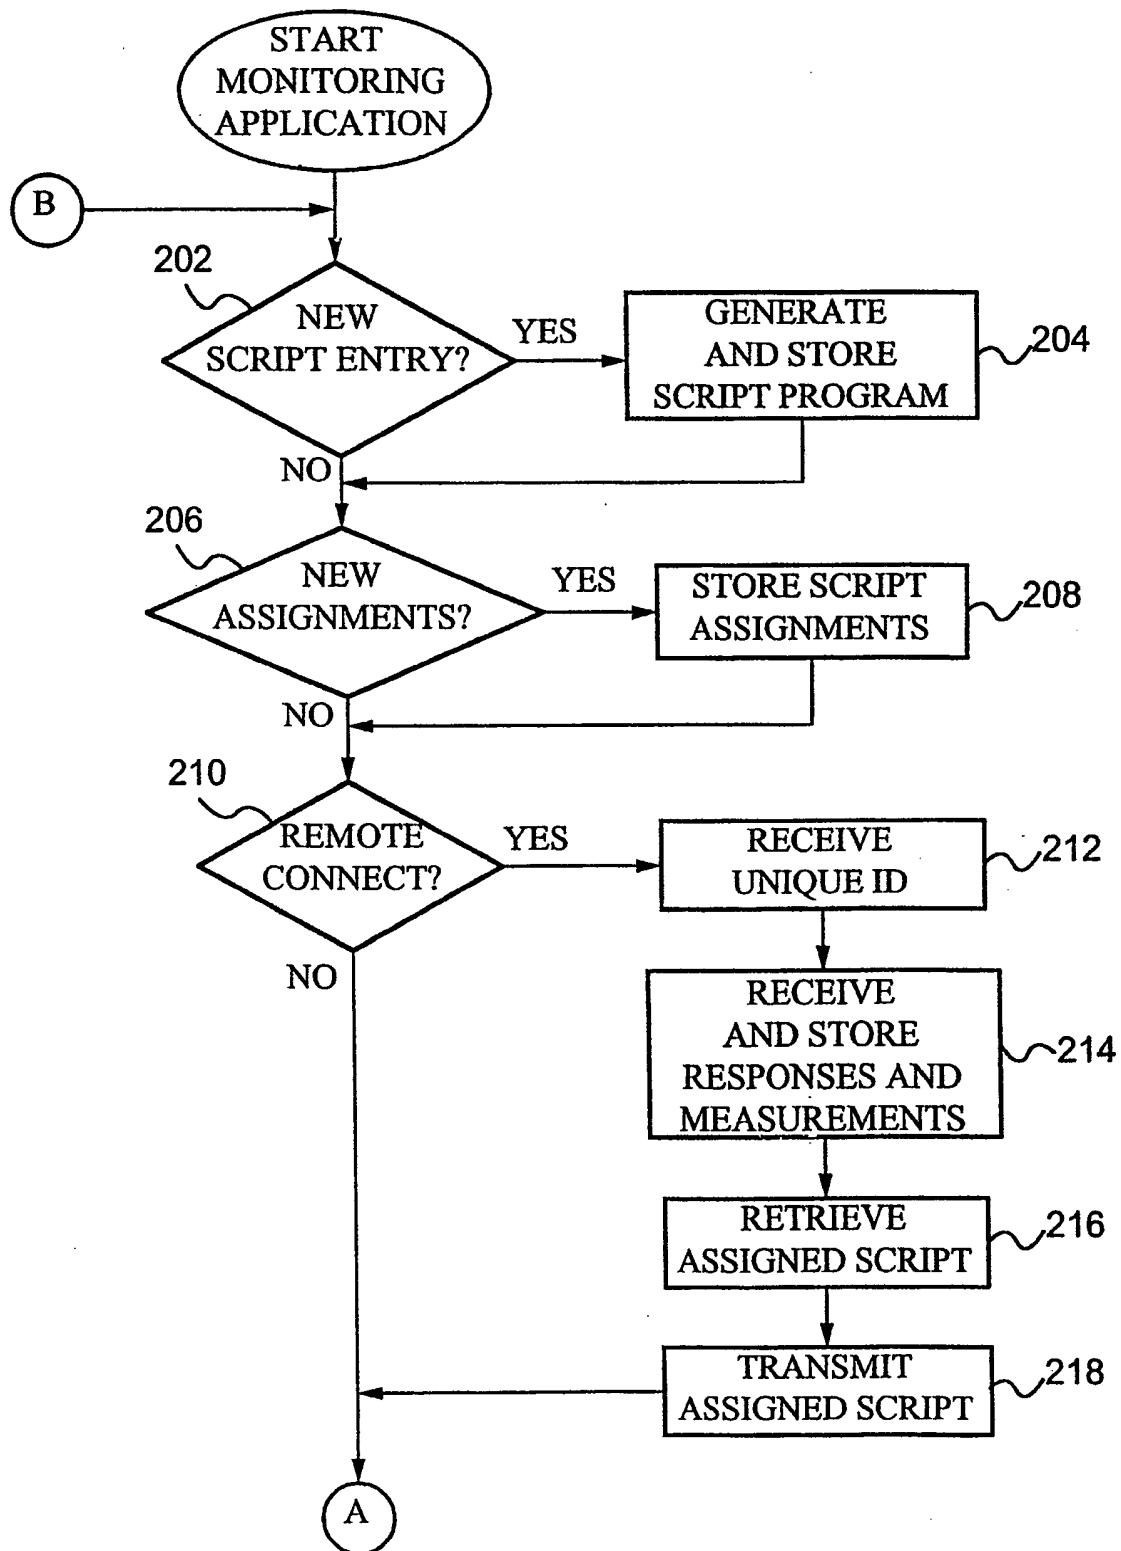 START
MONITORING
APPLICATION
B
202
NEW
SCRIPT ENTRY?
YES
GENERATE
AND STORE
SCRIPT PROGRAM
204
NO
206
NEW
ASSIGNMENTS?
YES
STORE SCRIPT
ASSIGNMENTS
208
NO
210
REMOTE
CONNECT?
YES
RECEIVE
UNIQUE ID
212
NO
RECEIVE
AND STORE
RESPONSES AND
MEASUREMENTS
214
RETRIEVE
ASSIGNED SCRIPT
216
TRANSMIT
ASSIGNED SCRIPT
218
A